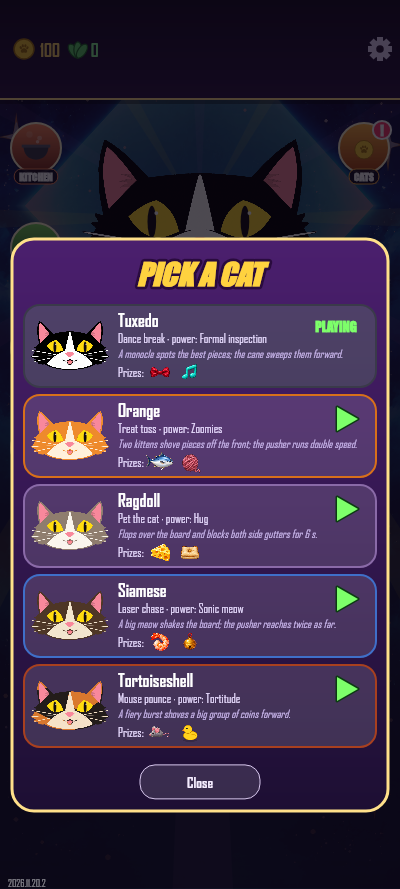 100 0
KITCHEN
CATS
PICK A CAT
Tuxedo
PLAYING
Dance break · power: Formal inspection
A monocle spots the best pieces; the cane sweeps them forward.
Prizes:
Orange
Treat toss · power: Zoomies
Two kittens shove pieces off the front; the pusher runs double speed.
Prizes:
Ragdoll
Pet the cat · power: Hug
Flops over the board and blocks both side gutters for 6 s.
Prizes:
Siamese
Laser chase · power: Sonic meow
A big meow shakes the board; the pusher reaches twice as far.
Prizes:
Tortoiseshell
Mouse pounce · power: Tortitude
A fiery burst shoves a big group of coins forward.
Prizes:
Close